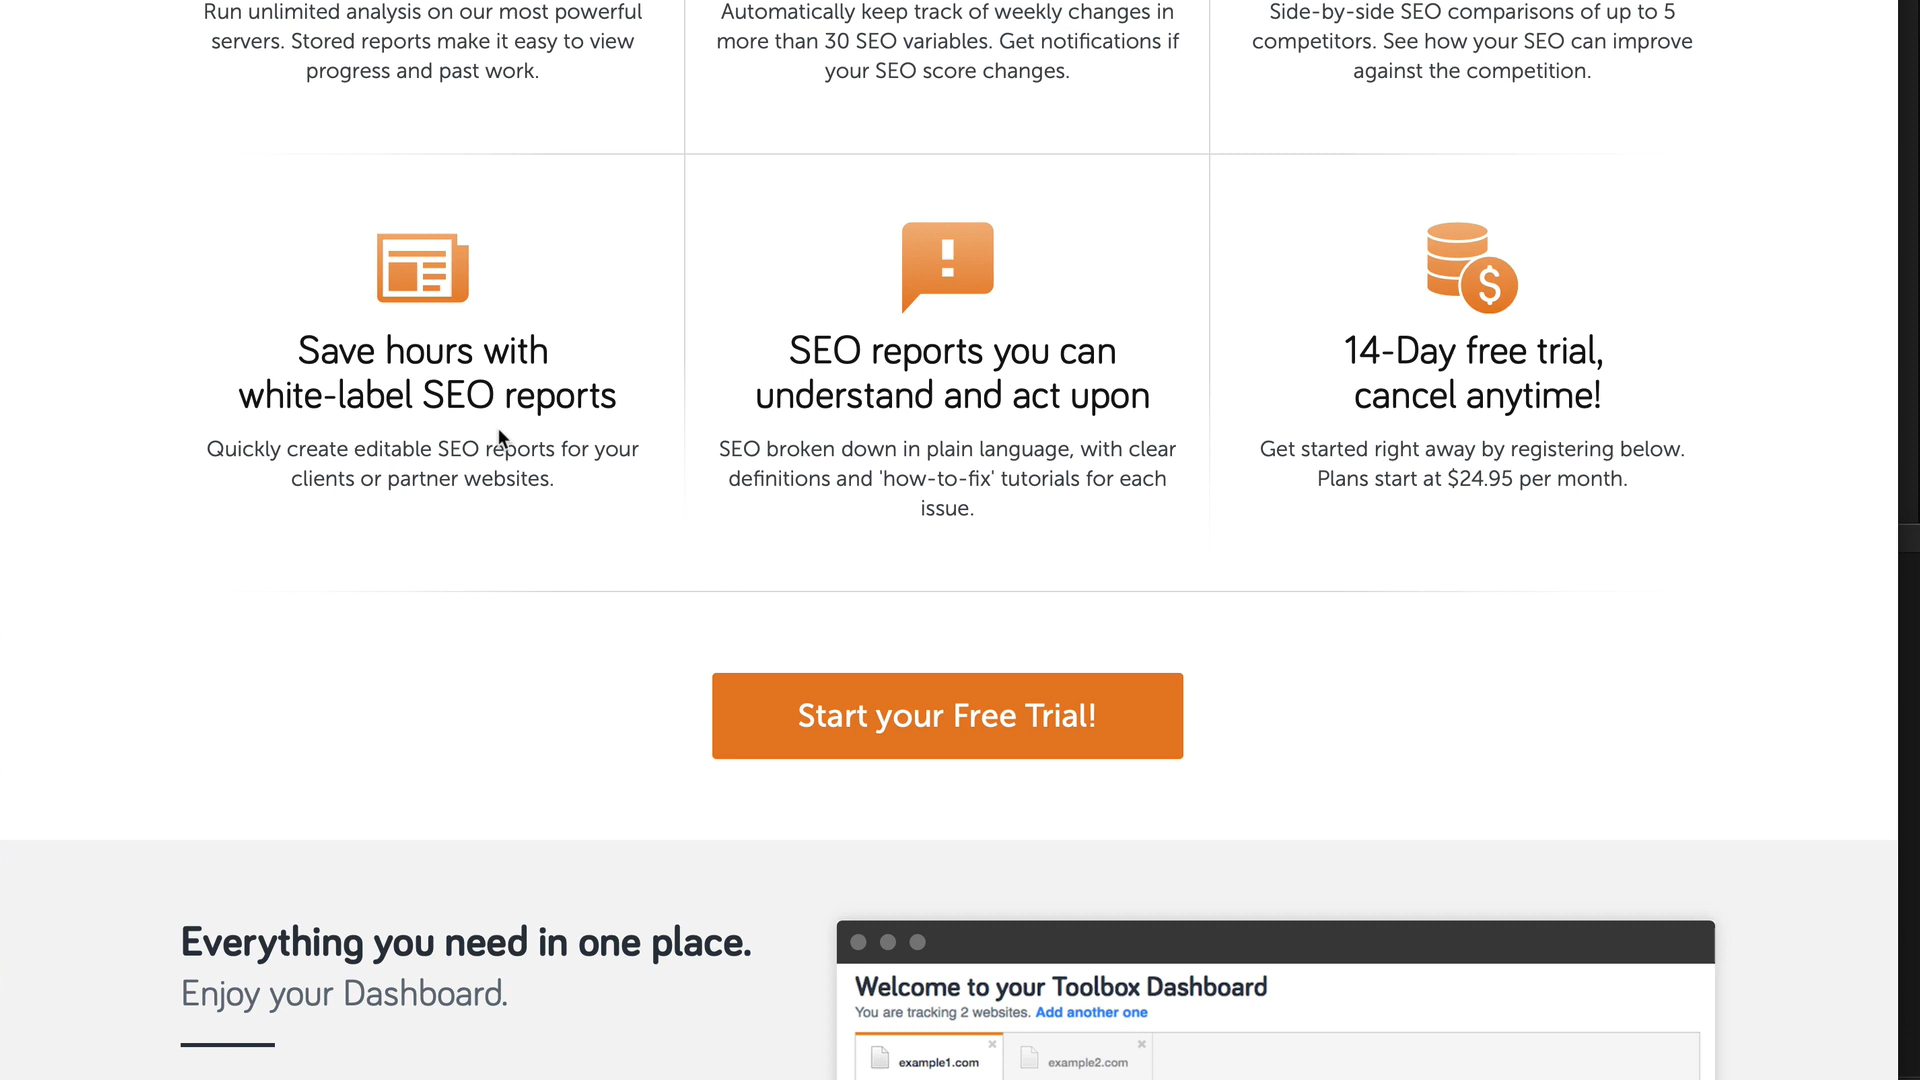 Run unlimited analysis on our most powerful
servers. Stored reports make it easy to view
progress and past work.
Automatically keep track of weekly changes in
more than 30 SEO variables. Get notifications if
your SEO score changes.
Side-by-side SEO comparisons of up to 5
competitors. See how your SEO can improve
against the competition.
Save hours with
white-label SEO reports
Quickly create editable SEO reports for your
clients or partner websites.
SEO reports you can
understand and act upon
SEO broken down in plain language, with clear
definitions and 'how-to-fix' tutorials for each
issue.
14-Day free trial,
cancel anytime!
Get started right away by registering below.
Plans start at $24.95 per month.
Start your Free Trial!
Everything you need in one place.
Enjoy your Dashboard.
Welcome to your Toolbox Dashboard
You are tracking 2 websites. Add another one
example1.com
example2.com